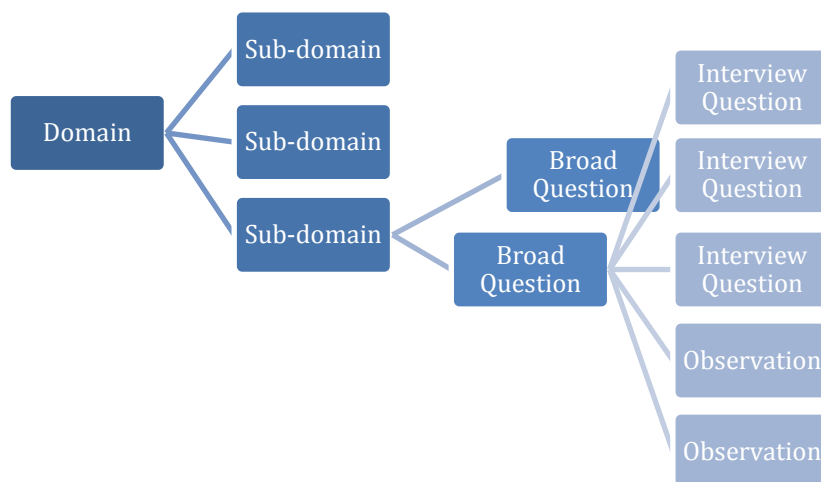 Domain
Sub-domain
Sub-domain
Sub-domain
Broad
Question
Broad
Question
Interview
Question
Interview
Question
Interview
Question
Observation
Observation